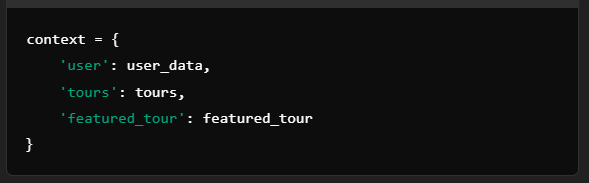 context = {
    'user': user_data,
    'tours': tours,
    'featured_tour': featured_tour
}